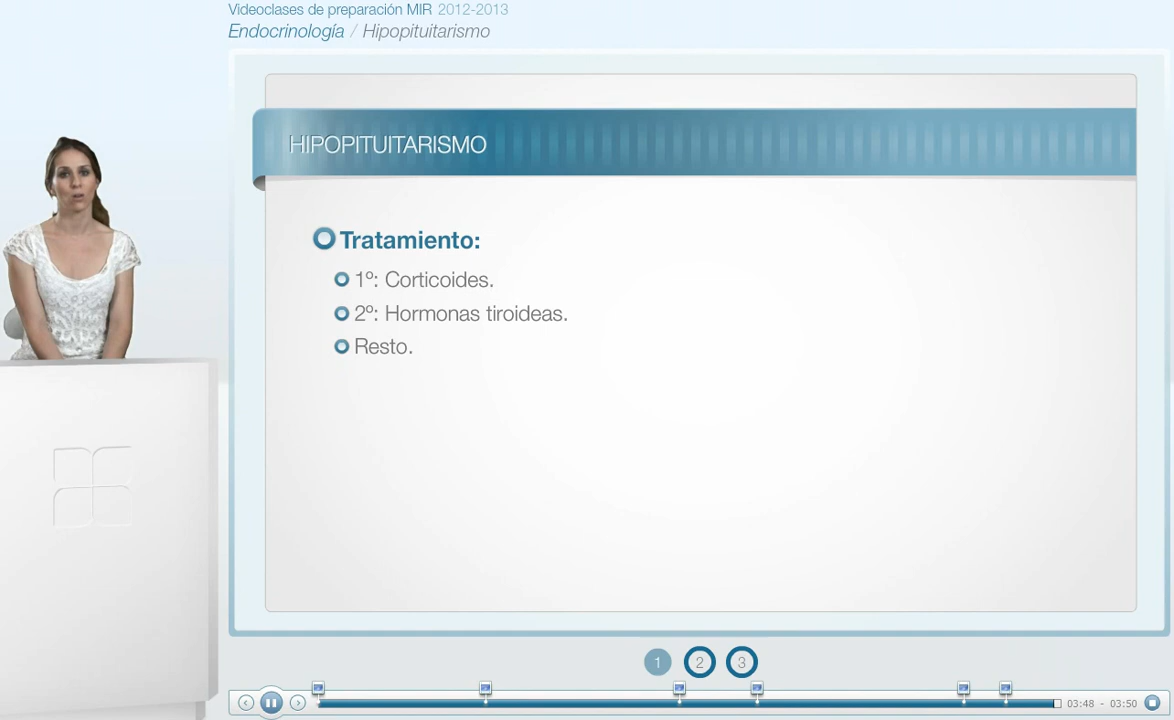 Videoclases de preparación MIR 2012-2013
Endocrinología / Hipopituitarismo
HIPOPITUITARISMO
Tratamiento:
1º: Corticoides.
2º: Hormonas tiroideas.
Resto.
1 2 3
03:48 - 03:50